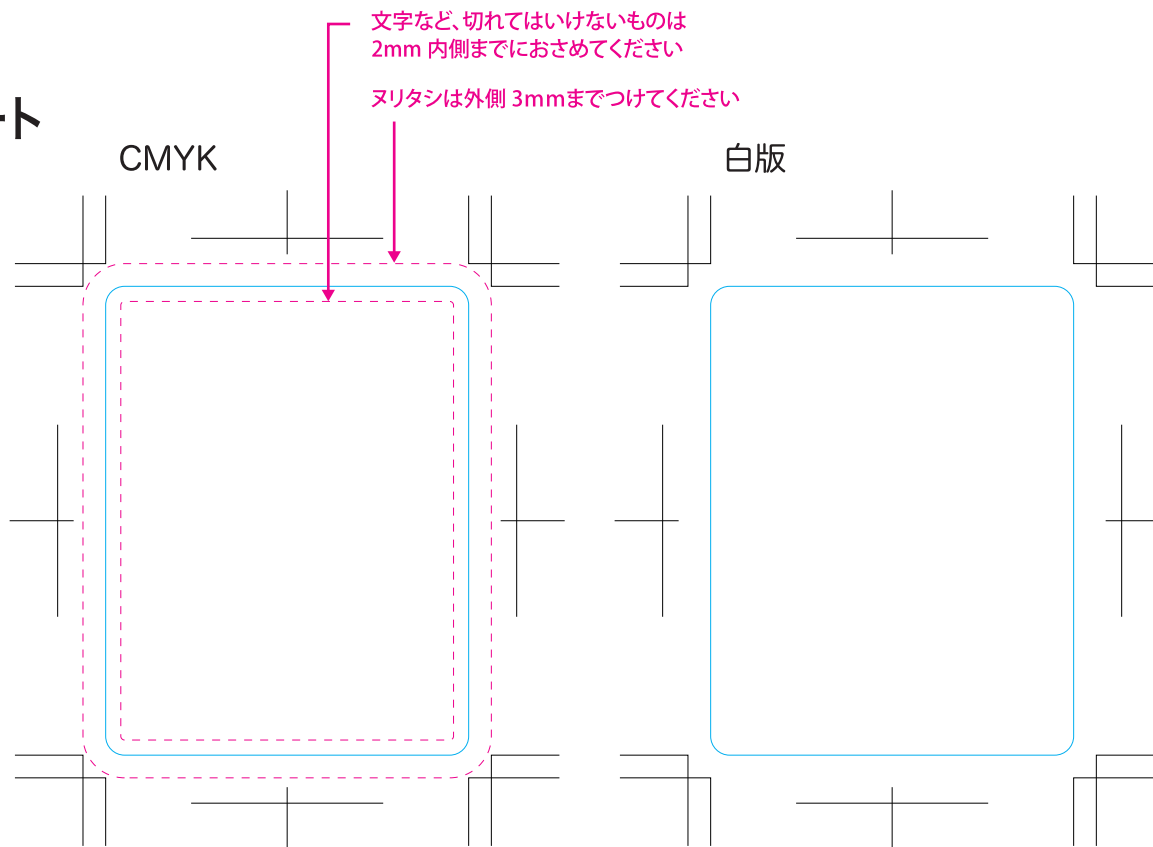 文字など、切れてはいけないものは
2mm 内側までにおさめてください
ヌリタシは外側 3mmまでつけてください
ート
CMYK
白版